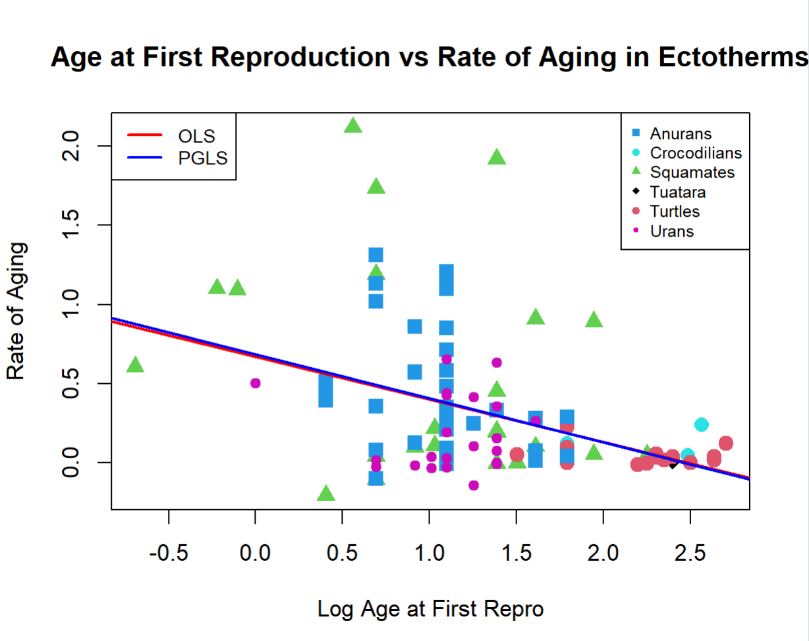 Age at First Reproduction vs Rate of Aging in Ectotherms
OLS
PGLS
Anurans
Crocodilians
Squamates
Tuatara
Turtles
Urans
Rate of Aging
2.0
1.5
1.0
0.5
0.0
-0.5 0.0 0.5 1.0 1.5 2.0 2.5
Log Age at First Repro